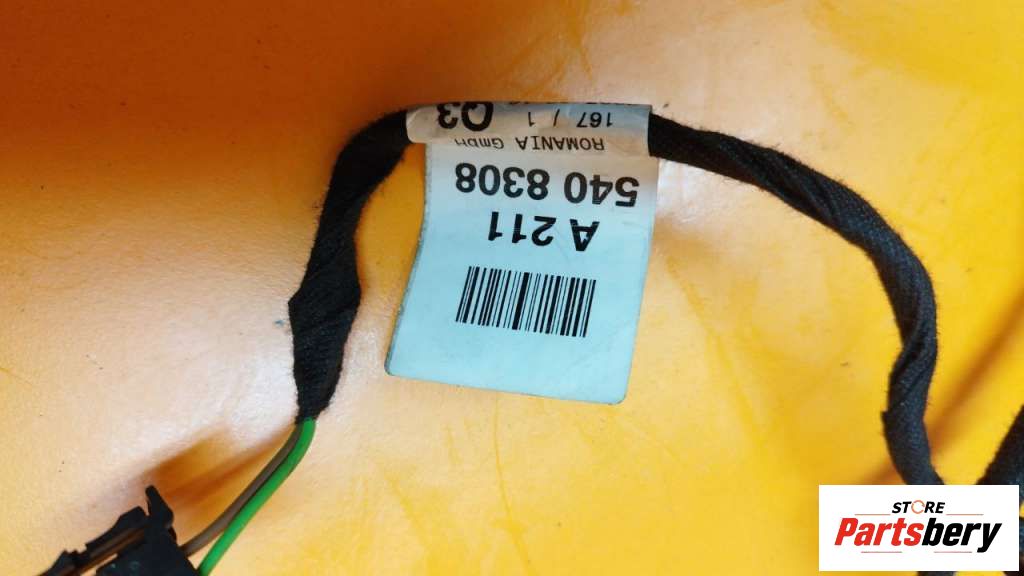 A 211
540 8308
ROMANIA GmbH
167 / 1 Q3
STORE
Partsbery